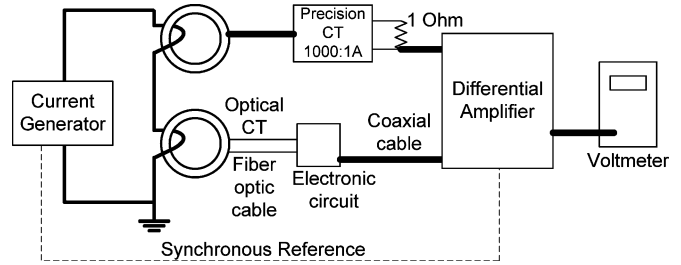 Precision
CT
1000:1A
1 Ohm
Current
Generator
Optical
CT
Fiber
optic
cable
Electronic
circuit
Coaxial
cable
Differential
Amplifier
Voltmeter
Synchronous Reference